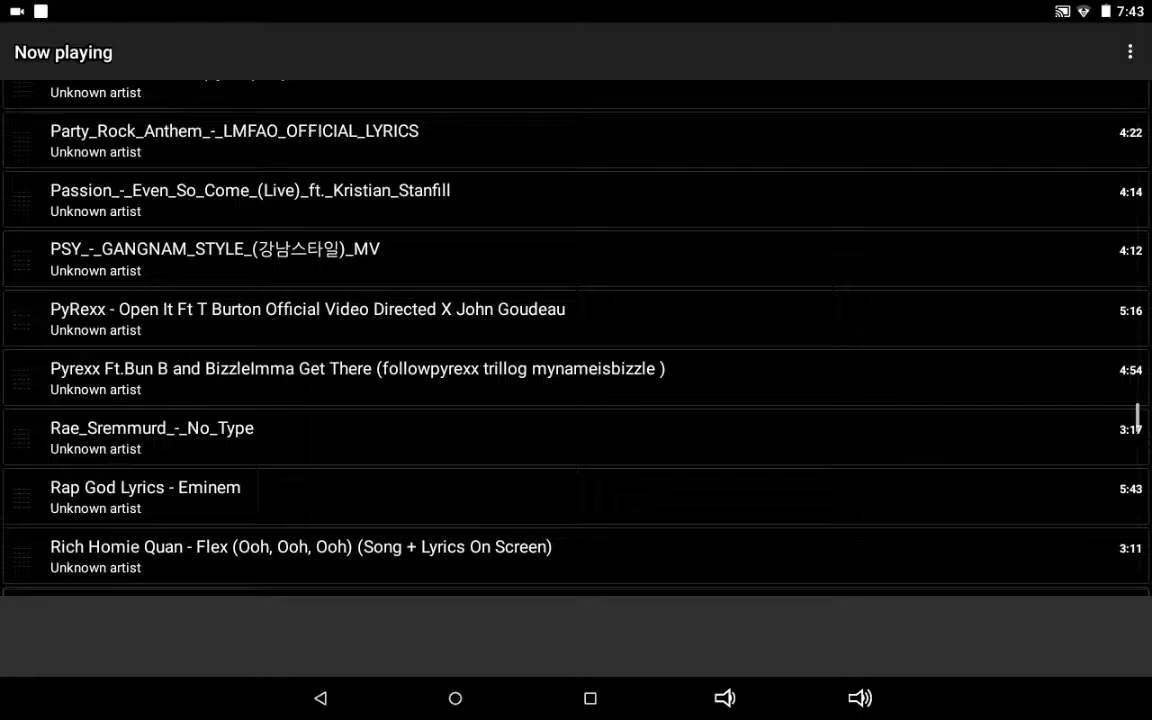 7:43
Now playing
Unknown artist
Party_Rock_Anthem_-_LMFAO_OFFICIAL_LYRICS
4:22
Unknown artist
Passion_-_Even_So_Come_(Live)_ft._Kristian_Stanfill
4:14
Unknown artist
PSY_-_GANGNAM_STYLE_(강남스타일)_MV
4:12
Unknown artist
PyRexx - Open It Ft T Burton Official Video Directed X John Goudeau
5:16
Unknown artist
Pyrexx Ft.Bun B and BizzleImma Get There (followpyrexx trillog mynameisbizzle )
4:54
Unknown artist
Rae_Sremmurd_-_No_Type
3:17
Unknown artist
Rap God Lyrics - Eminem
5:43
Unknown artist
Rich Homie Quan - Flex (Ooh, Ooh, Ooh) (Song + Lyrics On Screen)
3:11
Unknown artist